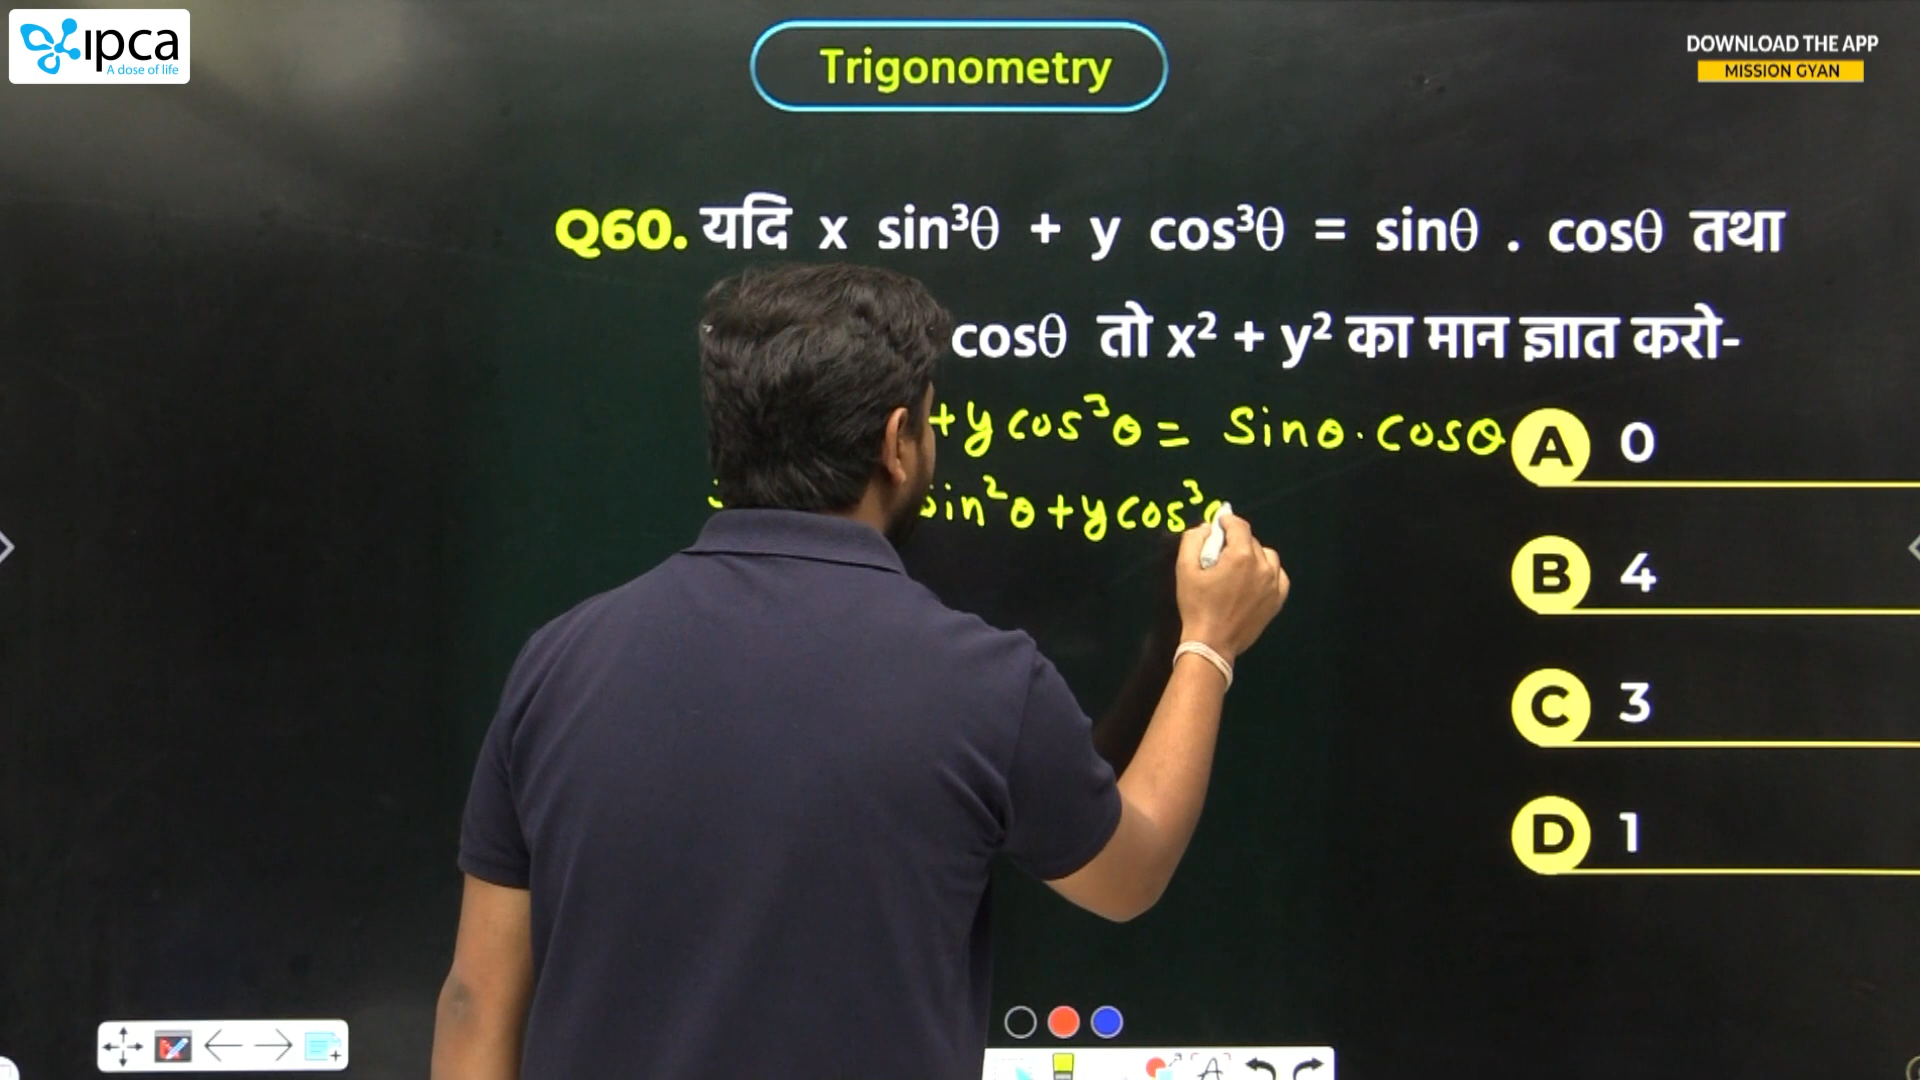 ipca
A dose of life
Trigonometry
DOWNLOAD THE APP
MISSION GYAN
Q60. यदि x sin³θ + y cos³θ = sinθ . cosθ तथा
cosθ तो x² + y² का मान ज्ञात करो-
+ y cos³θ = Sinθ . Cosθ
sin²θ + y cos³
A 0
B 4
C 3
D 1